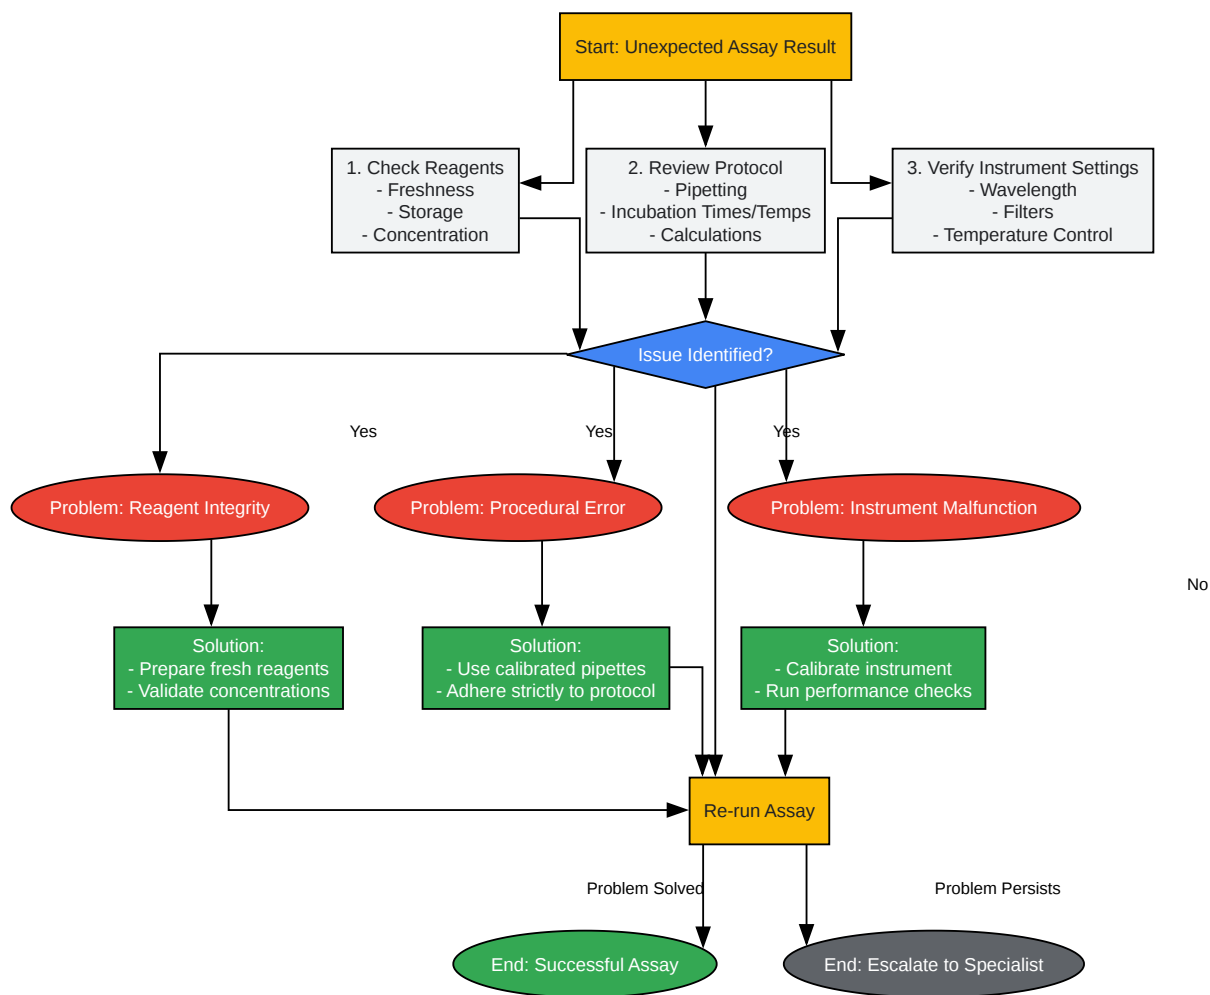 Start: Unexpected Assay Result
1. Check Reagents
- Freshness
- Storage
- Concentration
2. Review Protocol
- Pipetting
- Incubation Times/Temps
- Calculations
3. Verify Instrument Settings
- Wavelength
- Filters
- Temperature Control
Issue Identified?
Yes
Yes
Yes
Problem: Reagent Integrity
Problem: Procedural Error
Problem: Instrument Malfunction
No
Solution:
- Prepare fresh reagents
- Validate concentrations
Solution:
- Use calibrated pipettes
- Adhere strictly to protocol
Solution:
- Calibrate instrument
- Run performance checks
Re-run Assay
Problem Solved
Problem Persists
End: Successful Assay
End: Escalate to Specialist